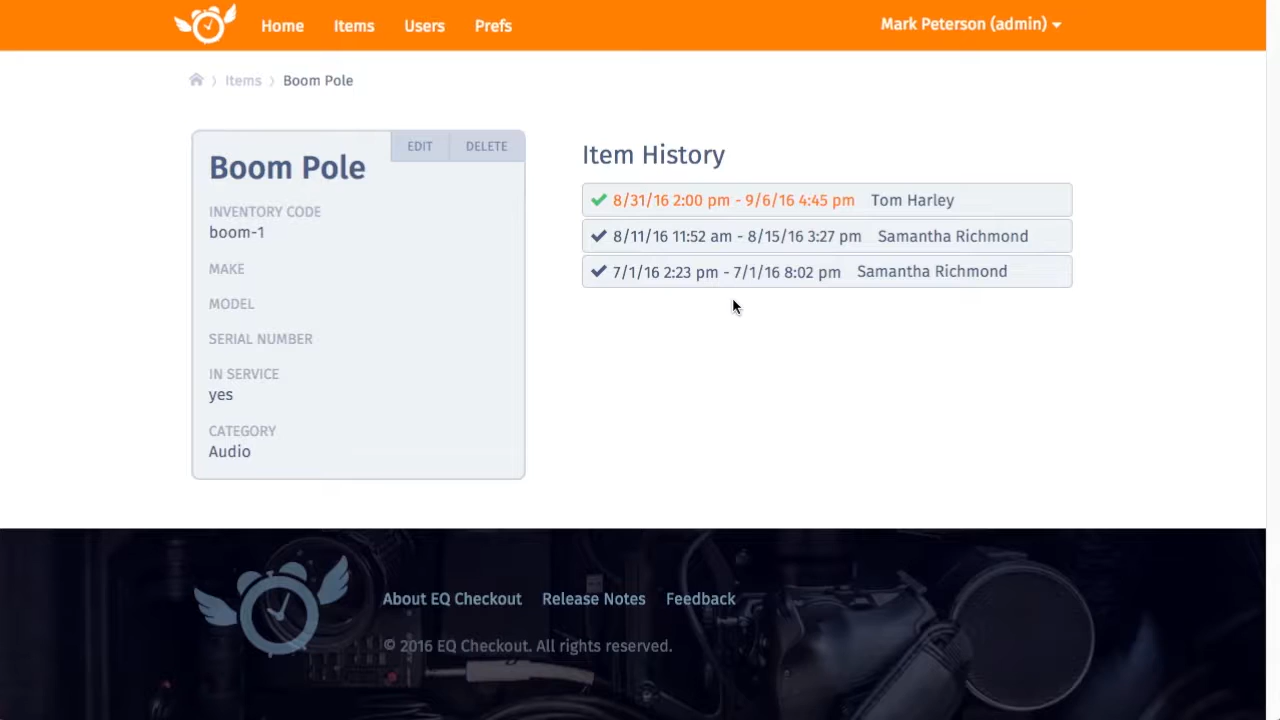 Home Items Users Prefs Mark Peterson (admin)
Items Boom Pole
EDIT DELETE
Boom Pole
INVENTORY CODE
boom-1
MAKE
MODEL
SERIAL NUMBER
IN SERVICE
yes
CATEGORY
Audio
Item History
8/31/16 2:00 pm - 9/6/16 4:45 pm Tom Harley
8/11/16 11:52 am - 8/15/16 3:27 pm Samantha Richmond
7/1/16 2:23 pm - 7/1/16 8:02 pm Samantha Richmond
About EQ Checkout Release Notes Feedback
© 2016 EQ Checkout. All rights reserved.